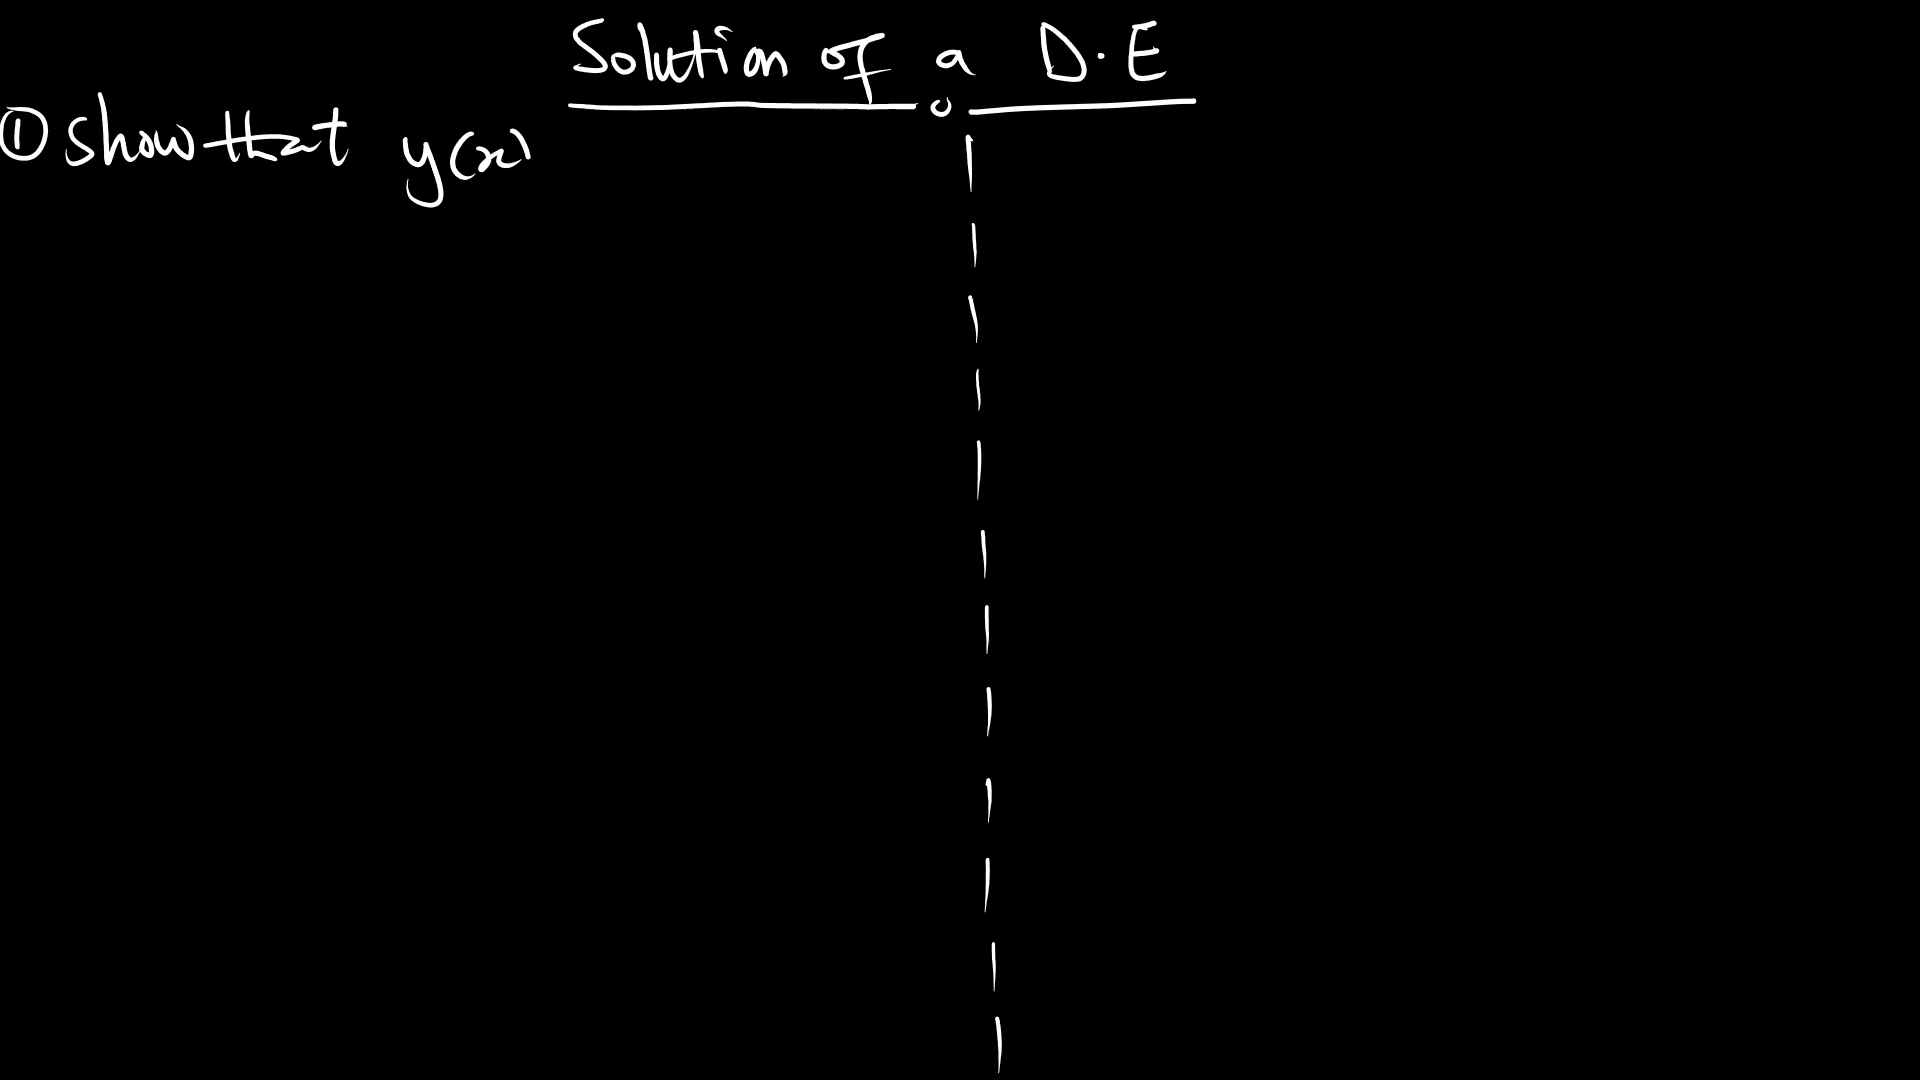 Solution of a D.E
① show that y(x)